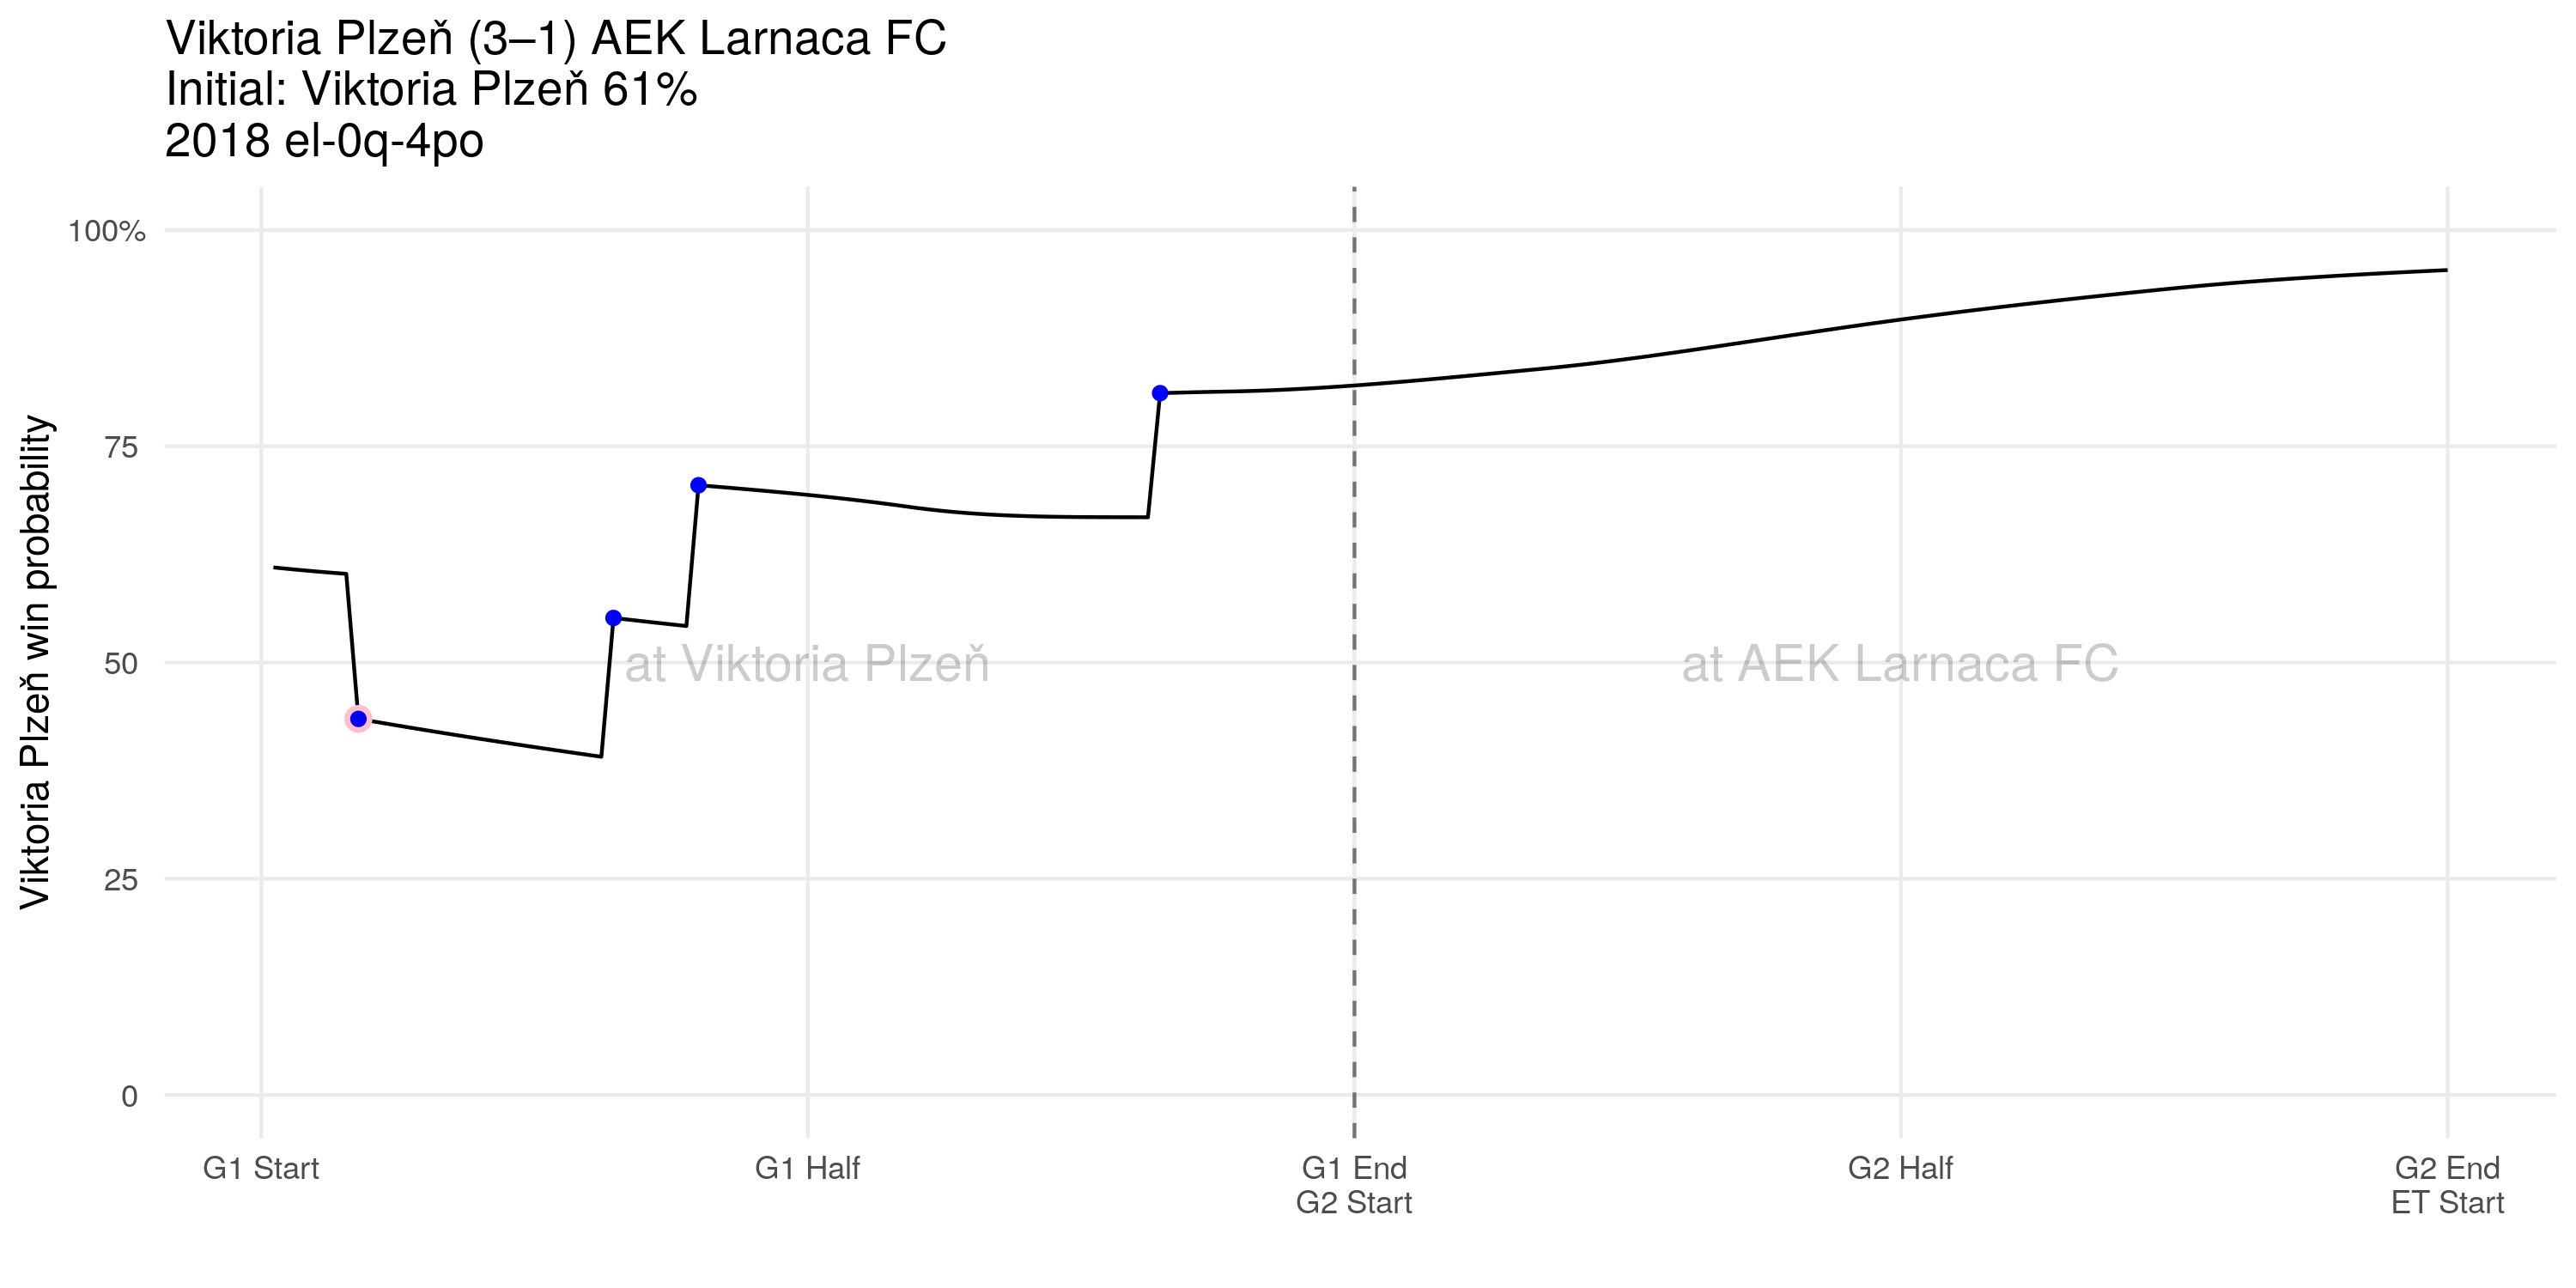 Viktoria Plzeň (3–1) AEK Larnaca FC
Initial: Viktoria Plzeň 61%
2018 el-0q-4po
Viktoria Plzeň win probability
100%
75
50
25
0
at Viktoria Plzeň
at AEK Larnaca FC
G1 Start
G1 Half
G1 End
G2 Start
G2 Half
G2 End
ET Start